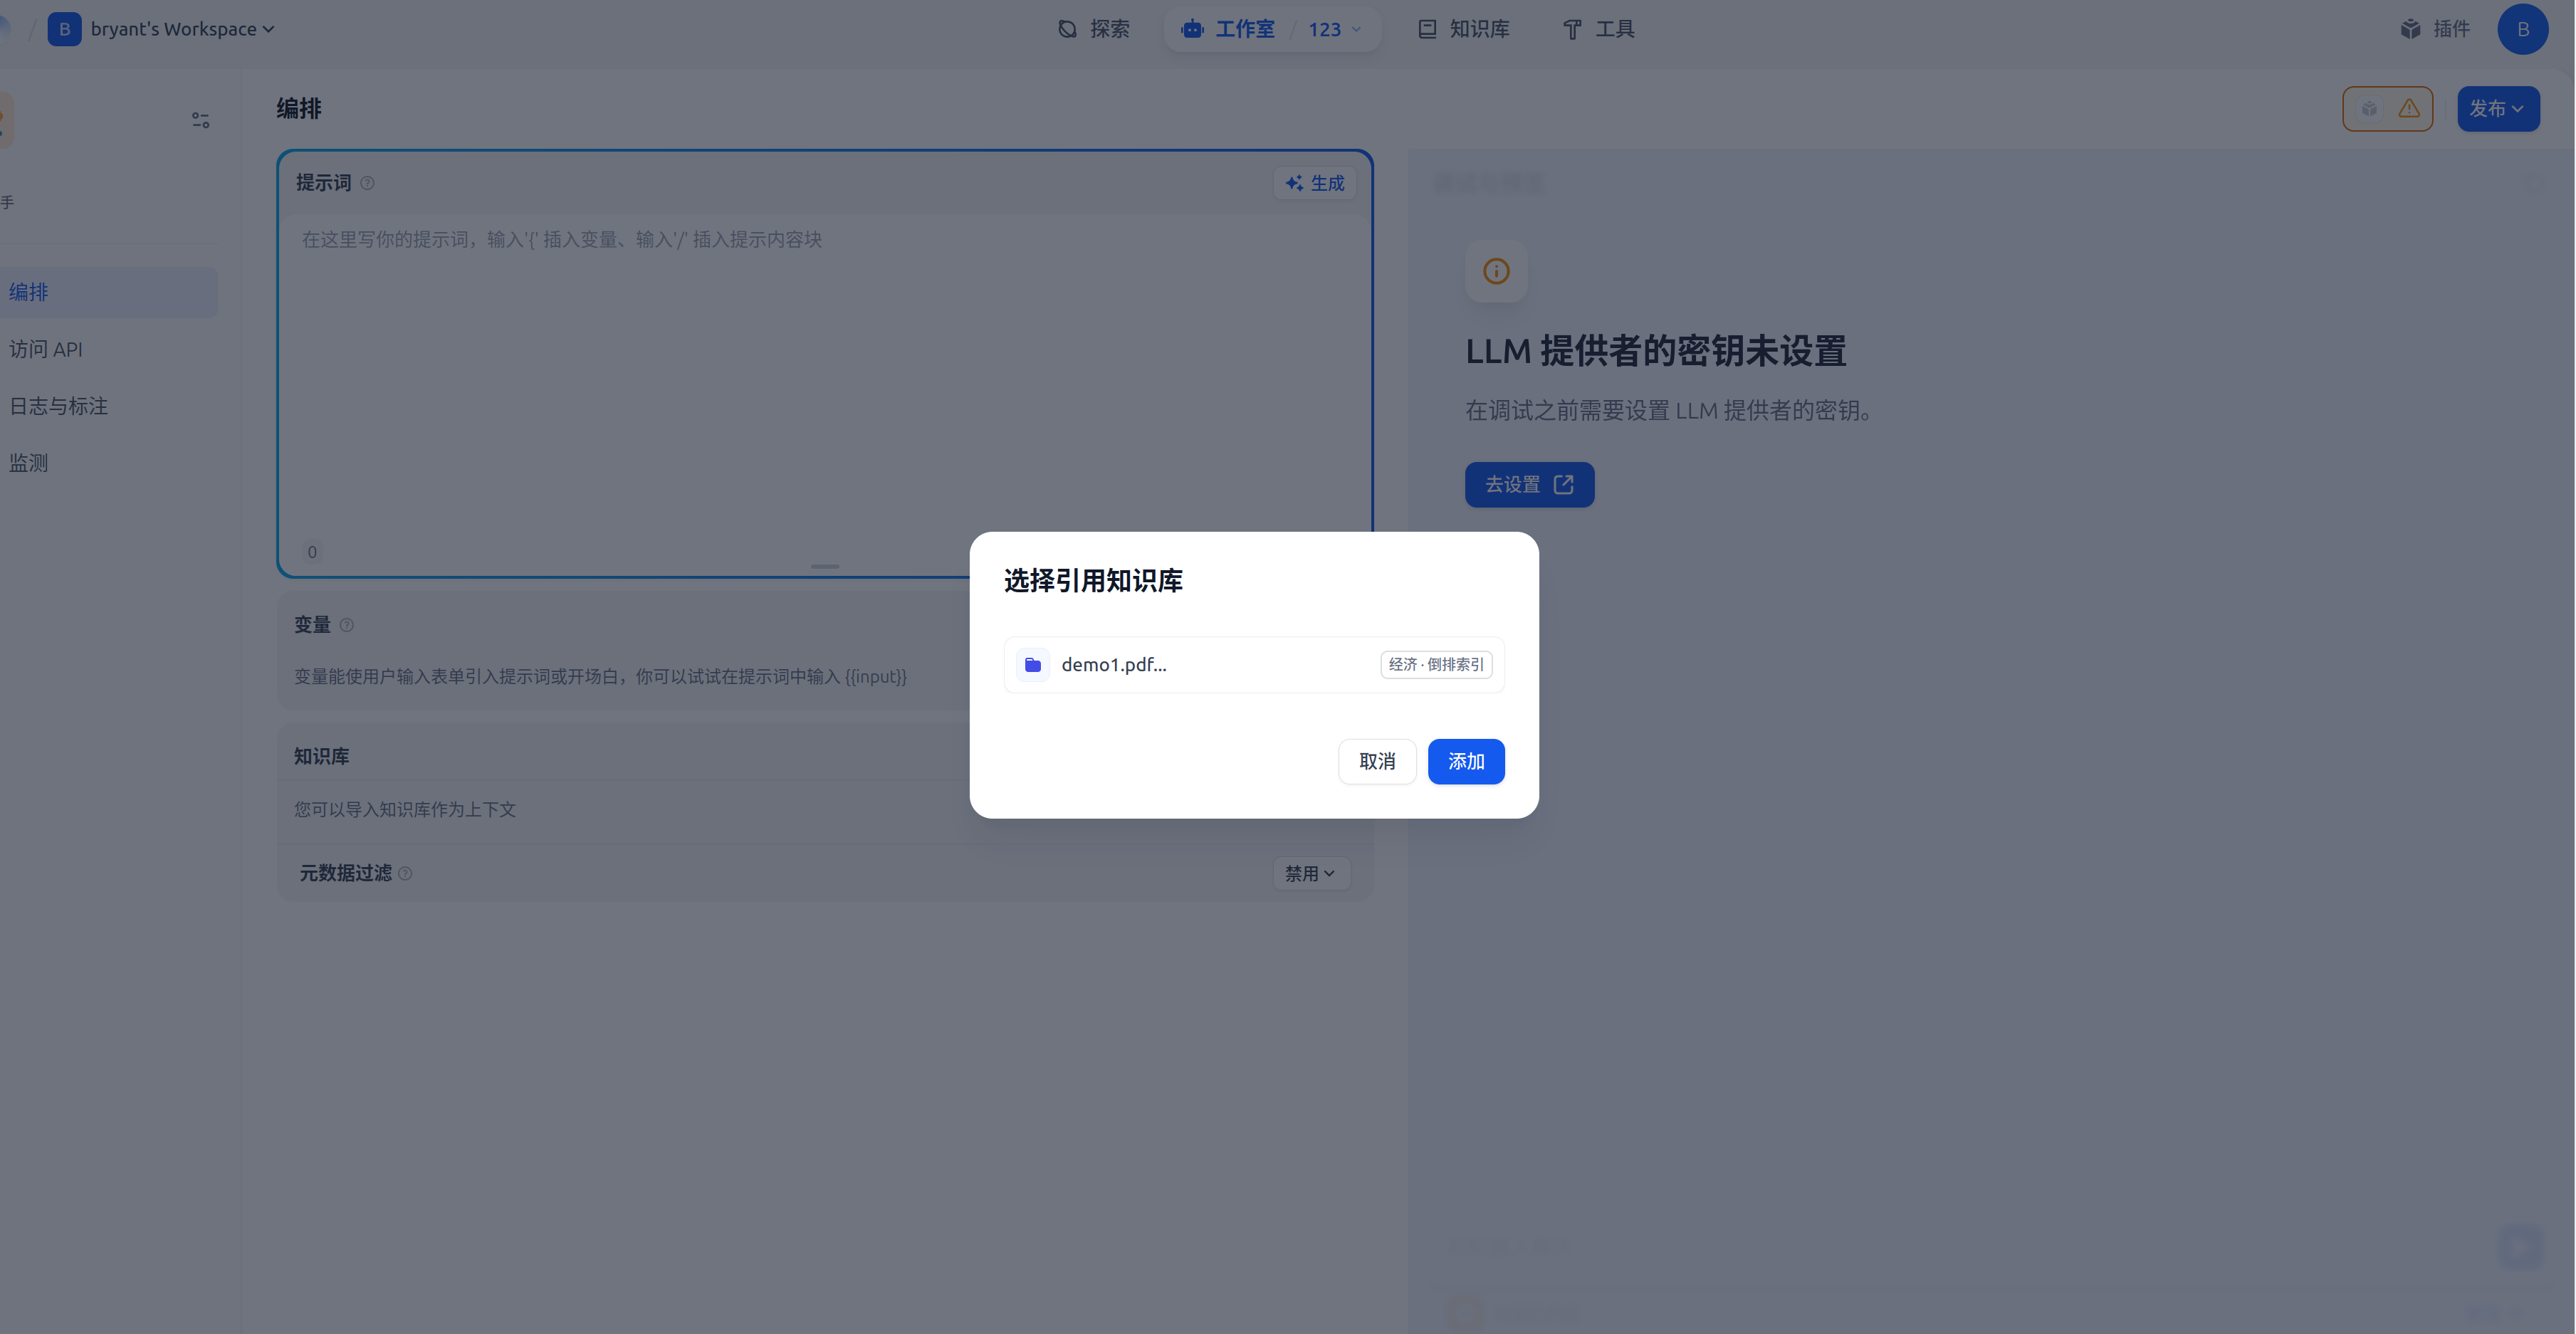 B bryant's Workspace
探索
工作室 / 123
知识库
工具
插件
B
手
编排
访问 API
日志与标注
监测
编排
发布
提示词
生成
在这里写你的提示词，输入'{' 插入变量、输入'/' 插入提示内容块
0
变量
变量能使用户输入表单引入提示词或开场白，你可以试试在提示词中输入 {{input}}
知识库
您可以导入知识库作为上下文
元数据过滤
禁用
LLM 提供者的密钥未设置
在调试之前需要设置 LLM 提供者的密钥。
去设置
选择引用知识库
demo1.pdf...
经济 · 倒排索引
取消
添加